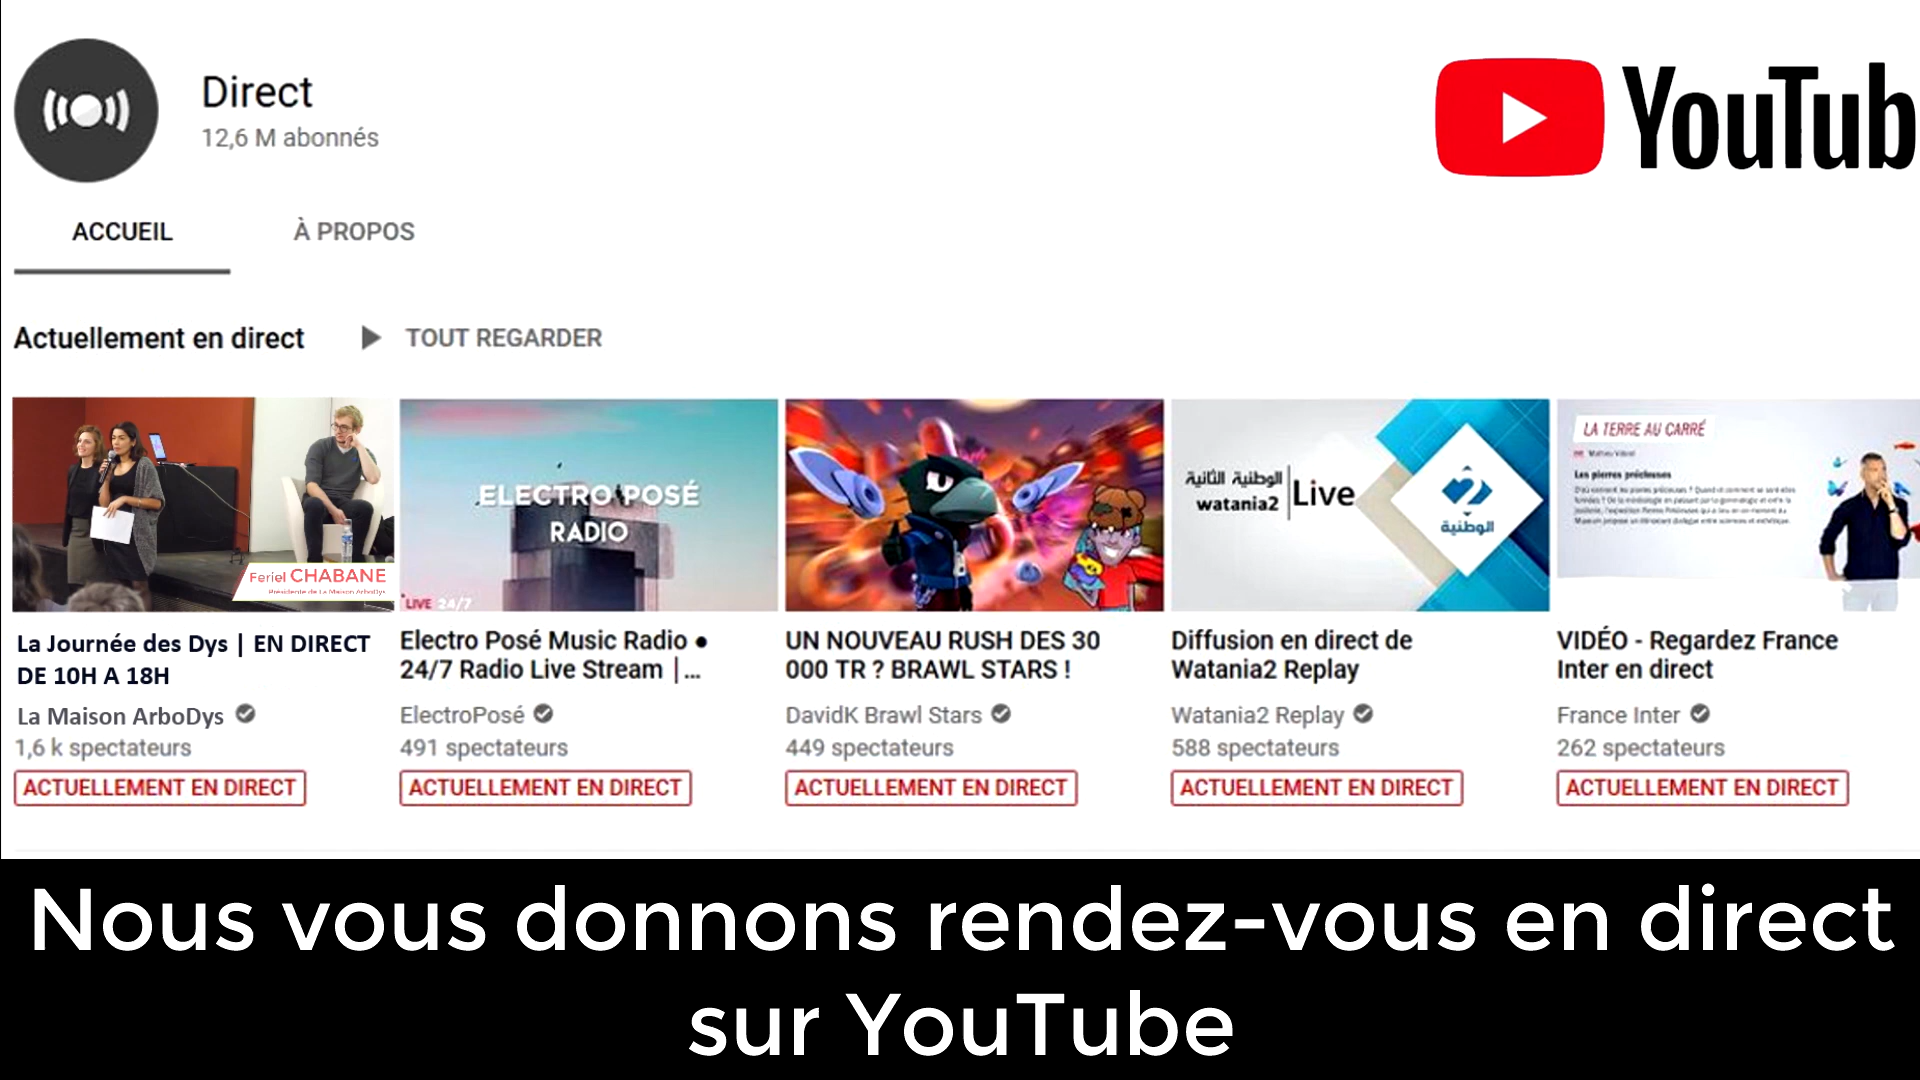 Direct
12,6 M abonnés
YouTub
ACCUEIL
À PROPOS
Actuellement en direct
TOUT REGARDER
Feriel CHABANE
Présidente de La Maison ArboDys
La Journée des Dys | EN DIRECT
DE 10H A 18H
La Maison ArboDys
1,6 k spectateurs
ACTUELLEMENT EN DIRECT
ELECTRO POSÉ
RADIO
LIVE 24/7
Electro Posé Music Radio ●
24/7 Radio Live Stream |...
ElectroPosé
491 spectateurs
ACTUELLEMENT EN DIRECT
UN NOUVEAU RUSH DES 30
000 TR ? BRAWL STARS !
DavidK Brawl Stars
449 spectateurs
ACTUELLEMENT EN DIRECT
الوطنية الثانية
watania2
Live
الوطنية
Diffusion en direct de
Watania2 Replay
Watania2 Replay
588 spectateurs
ACTUELLEMENT EN DIRECT
LA TERRE AU CARRÉ
Les pierres précieuses
VIDÉO - Regardez France
Inter en direct
France Inter
262 spectateurs
ACTUELLEMENT EN DIRECT
Nous vous donnons rendez-vous en direct
sur YouTube